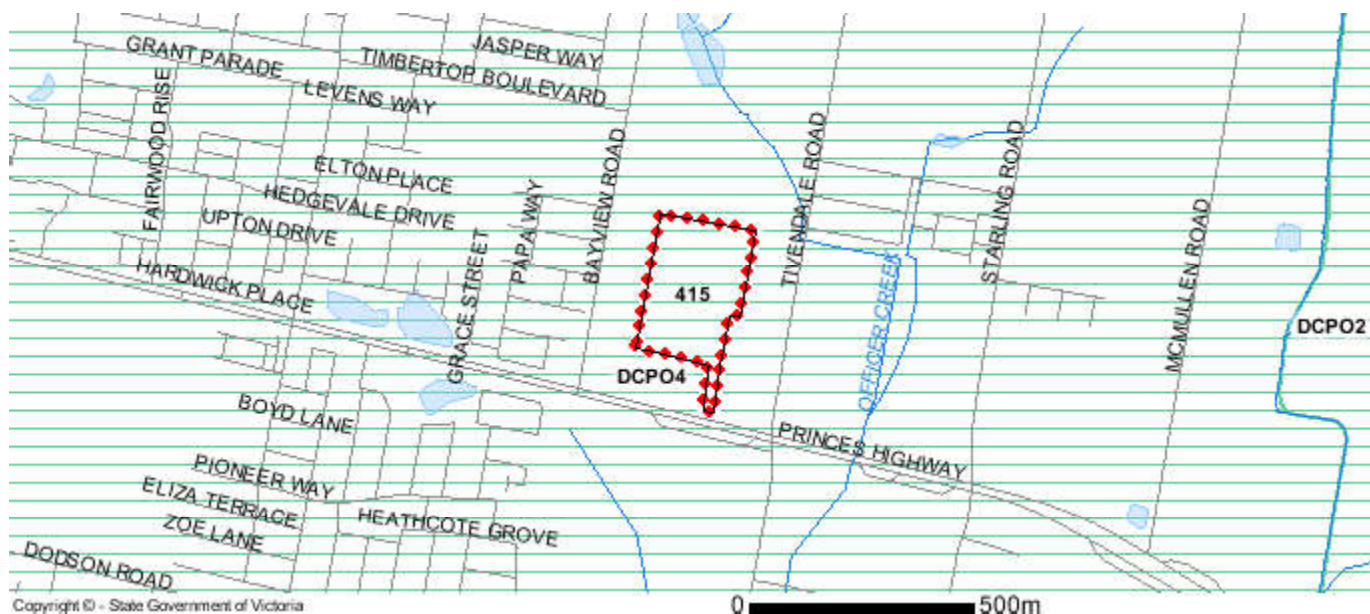 JASPER WAY
GRANT PARADE
TIMBERTOP BOULEVARD
LEVENS WAY
FAIRWOOD RISE
BAYVIEW ROAD
TIVENDALE ROAD
STARLING ROAD
ELTON PLACE
HEDGEVALE DRIVE
UPTON DRIVE
PAPA WAY
MCMULLEN ROAD
HARDWICK PLACE
GRACE STREET
415
OFFICER CREEK
DCPO2
DCPO4
BOYD LANE
PRINCES HIGHWAY
PIONEER WAY
ELIZA TERRACE
ZOE LANE
HEATHCOTE GROVE
DODSON ROAD
Copyright © - State Government of Victoria
0 500m